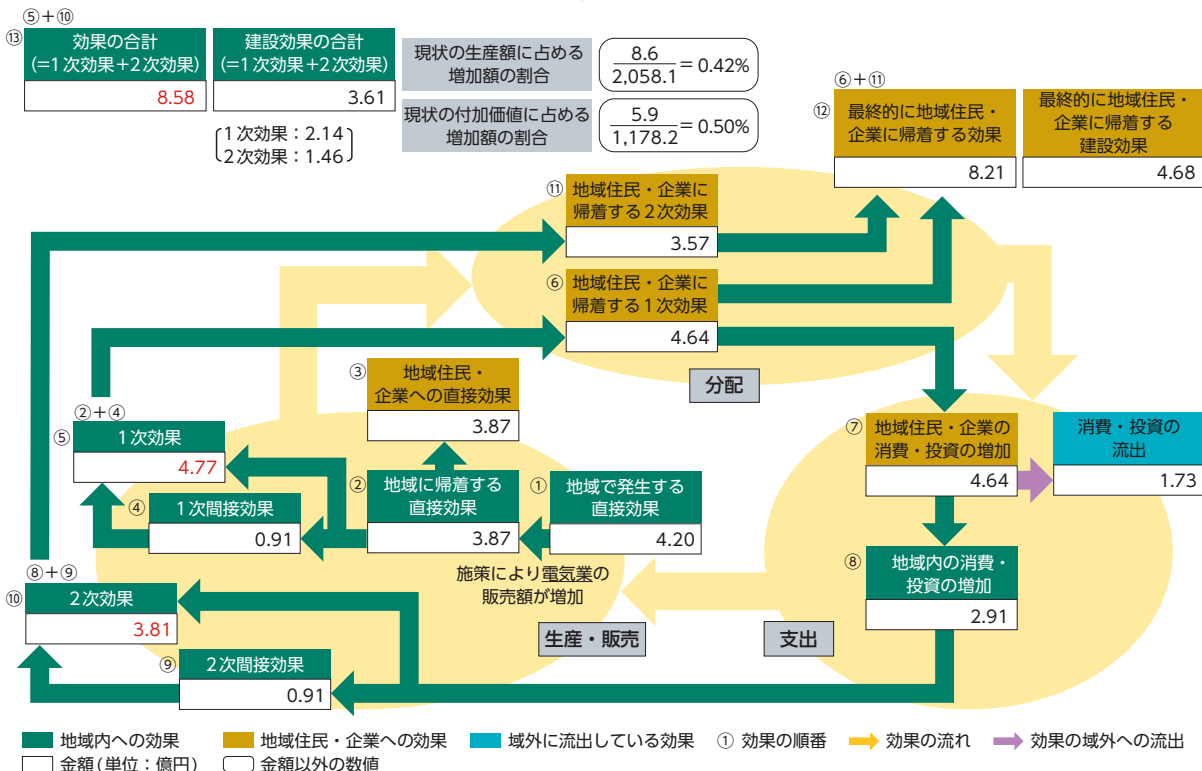 ⑤＋⑩
⑬
効果の合計
(=1次効果+2次効果)
8.58
建設効果の合計
(=1次効果+2次効果)
3.61
1次効果：2.14
2次効果：1.46
現状の生産額に占める
増加額の割合
8.6
2,058.1
= 0.42%
現状の付加価値に占める
増加額の割合
5.9
1,178.2
= 0.50%
⑥＋⑪
⑫
最終的に地域住民・
企業に帰着する効果
8.21
最終的に地域住民・
企業に帰着する
建設効果
4.68
⑪
地域住民・企業に
帰着する2次効果
3.57
⑥
地域住民・企業に
帰着する1次効果
4.64
分配
③
地域住民・
企業への直接効果
3.87
②＋④
⑤
1次効果
4.77
②
地域に帰着する
直接効果
3.87
①
地域で発生する
直接効果
4.20
④
1次間接効果
0.91
施策により電気業の
販売額が増加
⑦
地域住民・企業の
消費・投資の増加
4.64
消費・投資の
流出
1.73
⑧
地域内の消費・
投資の増加
2.91
⑧＋⑨
⑩
2次効果
3.81
生産・販売
支出
⑨
2次間接効果
0.91
地域内への効果
地域住民・企業への効果
域外に流出している効果
① 効果の順番
効果の流れ
効果の域外への流出
金額(単位：億円)
金額以外の数値